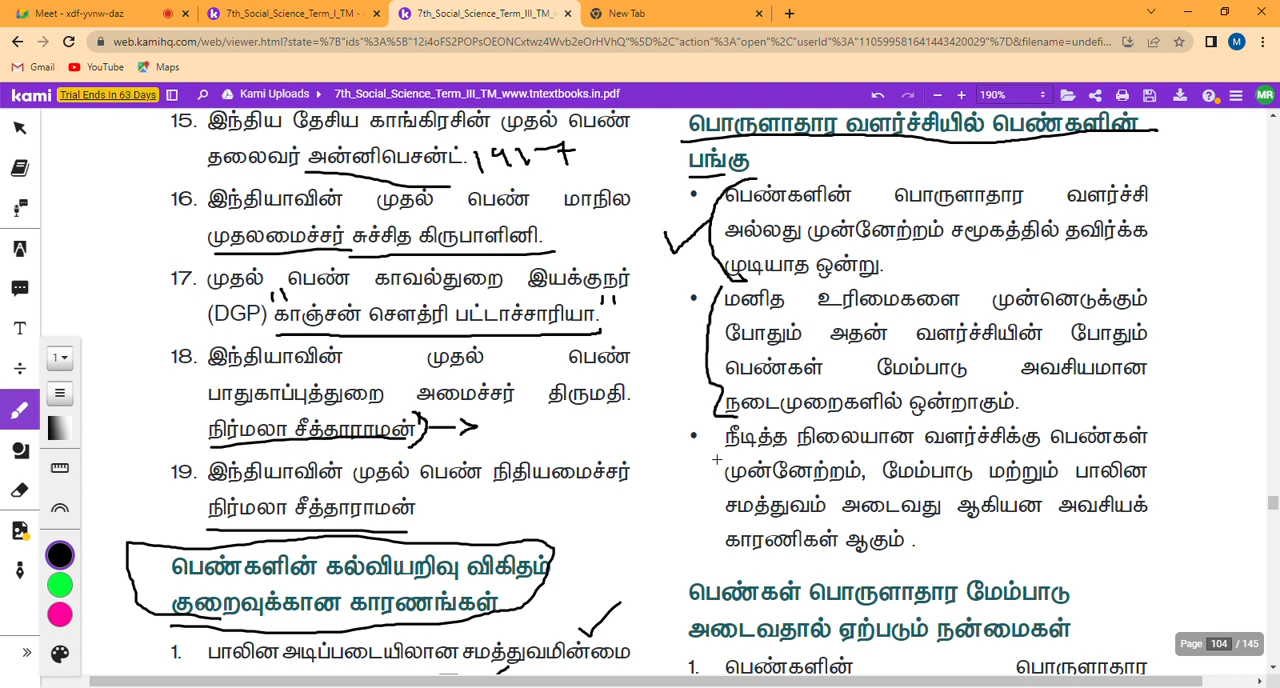 Meet - xdf-yvnw-daz
7th_Social_Science_Term_I_TM -
7th_Social_Science_Term_III_TM_
New Tab
web.kamihq.com/web/viewer.html?state=%7B"ids"%3A%5B"12i4oFS2POPsOEONCxtwz4Wvb2eOrHVhQ"%5D%2C"action"%3A"open"%2C"userId"%3A"110599581641443420029"%7D&filename=undefi...
M
Gmail
YouTube
Maps
kami
Trial Ends In 63 Days
Kami Uploads
7th_Social_Science_Term_III_TM_www.tntextbooks.in.pdf
190%
MR
15. இந்திய தேசிய காங்கிரசின் முதல் பெண்
தலைவர் அன்னிபெசன்ட். 1917
16. இந்தியாவின் முதல் பெண் மாநில
முதலமைச்சர் சுச்சித கிருபாளினி.
17. முதல் பெண் காவல்துறை இயக்குநர்
(DGP) "காஞ்சன் சௌத்ரி பட்டாச்சாரியா."
18. இந்தியாவின் முதல் பெண்
பாதுகாப்புத்துறை அமைச்சர் திருமதி.
நிர்மலா சீத்தாராமன்
19. இந்தியாவின் முதல் பெண் நிதியமைச்சர்
நிர்மலா சீத்தாராமன்
பெண்களின் கல்வியறிவு விகிதம்
குறைவுக்கான காரணங்கள்
1. பாலின அடிப்படையிலான சமத்துவமின்மை
பொருளாதார வளர்ச்சியில் பெண்களின்
பங்கு
• பெண்களின் பொருளாதார வளர்ச்சி
அல்லது முன்னேற்றம் சமூகத்தில் தவிர்க்க
முடியாத ஒன்று.
• மனித உரிமைகளை முன்னெடுக்கும்
போதும் அதன் வளர்ச்சியின் போதும்
பெண்கள் மேம்பாடு அவசியமான
நடைமுறைகளில் ஒன்றாகும்.
• நீடித்த நிலையான வளர்ச்சிக்கு பெண்கள்
முன்னேற்றம், மேம்பாடு மற்றும் பாலின
சமத்துவம் அடைவது ஆகியன அவசியக்
காரணிகள் ஆகும் .
பெண்கள் பொருளாதார மேம்பாடு
அடைவதால் ஏற்படும் நன்மைகள்
1. பெண்களின் பொருளாதார
1
Page 104 / 145